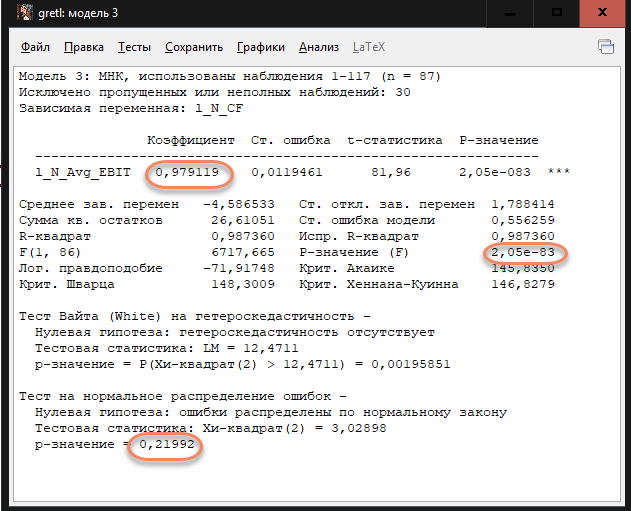 gretl: модель 3
Файл Правка Тесты Сохранить Графики Анализ LaTeX
Модель 3: МНК, использованы наблюдения 1-117 (n = 87)
Исключено пропущенных или неполных наблюдений: 30
Зависимая переменная: l_N_CF
Коэффициент Ст. ошибка t-статистика P-значение
l_N_Avg_EBIT 0,979119 0,0119461 81,96 2,05e-083 ***
Среднее зав. перемен -4,586533 Ст. откл. зав. перемен 1,788414
Сумма кв. остатков 26,61051 Ст. ошибка модели 0,556259
R-квадрат 0,987360 Испр. R-квадрат 0,987360
F(1, 86) 6717,665 Р-значение (F) 2,05e-83
Лог. правдоподобие -71,91748 Крит. Акаике 145,8350
Крит. Шварца 148,3009 Крит. Хеннана-Куинна 146,8279
Тест Вайта (White) на гетероскедастичность -
Нулевая гипотеза: гетероскедастичность отсутствует
Тестовая статистика: LM = 12,4711
р-значение = P(Хи-квадрат(2) > 12,4711) = 0,00195851
Тест на нормальное распределение ошибок -
Нулевая гипотеза: ошибки распределены по нормальному закону
Тестовая статистика: Хи-квадрат(2) = 3,02898
р-значение = 0,21992